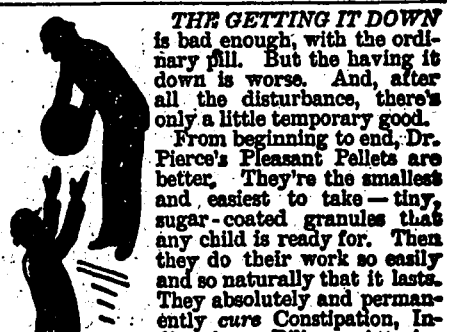 THE GETTING IT DOWN
is bad enough, with the ordi-
nary pill. But the having it
down is worse. And, after
all the disturbance, there's
only a little temporary good.
From beginning to end, Dr.
Pierce's Pleasant Pellets are
better. They're the smallest
and easiest to take — tiny,
sugar-coated granules that
any child is ready for. Then
they do their work so easily
and so naturally that it lasts.
They absolutely and perman-
ently cure Constipation, In-